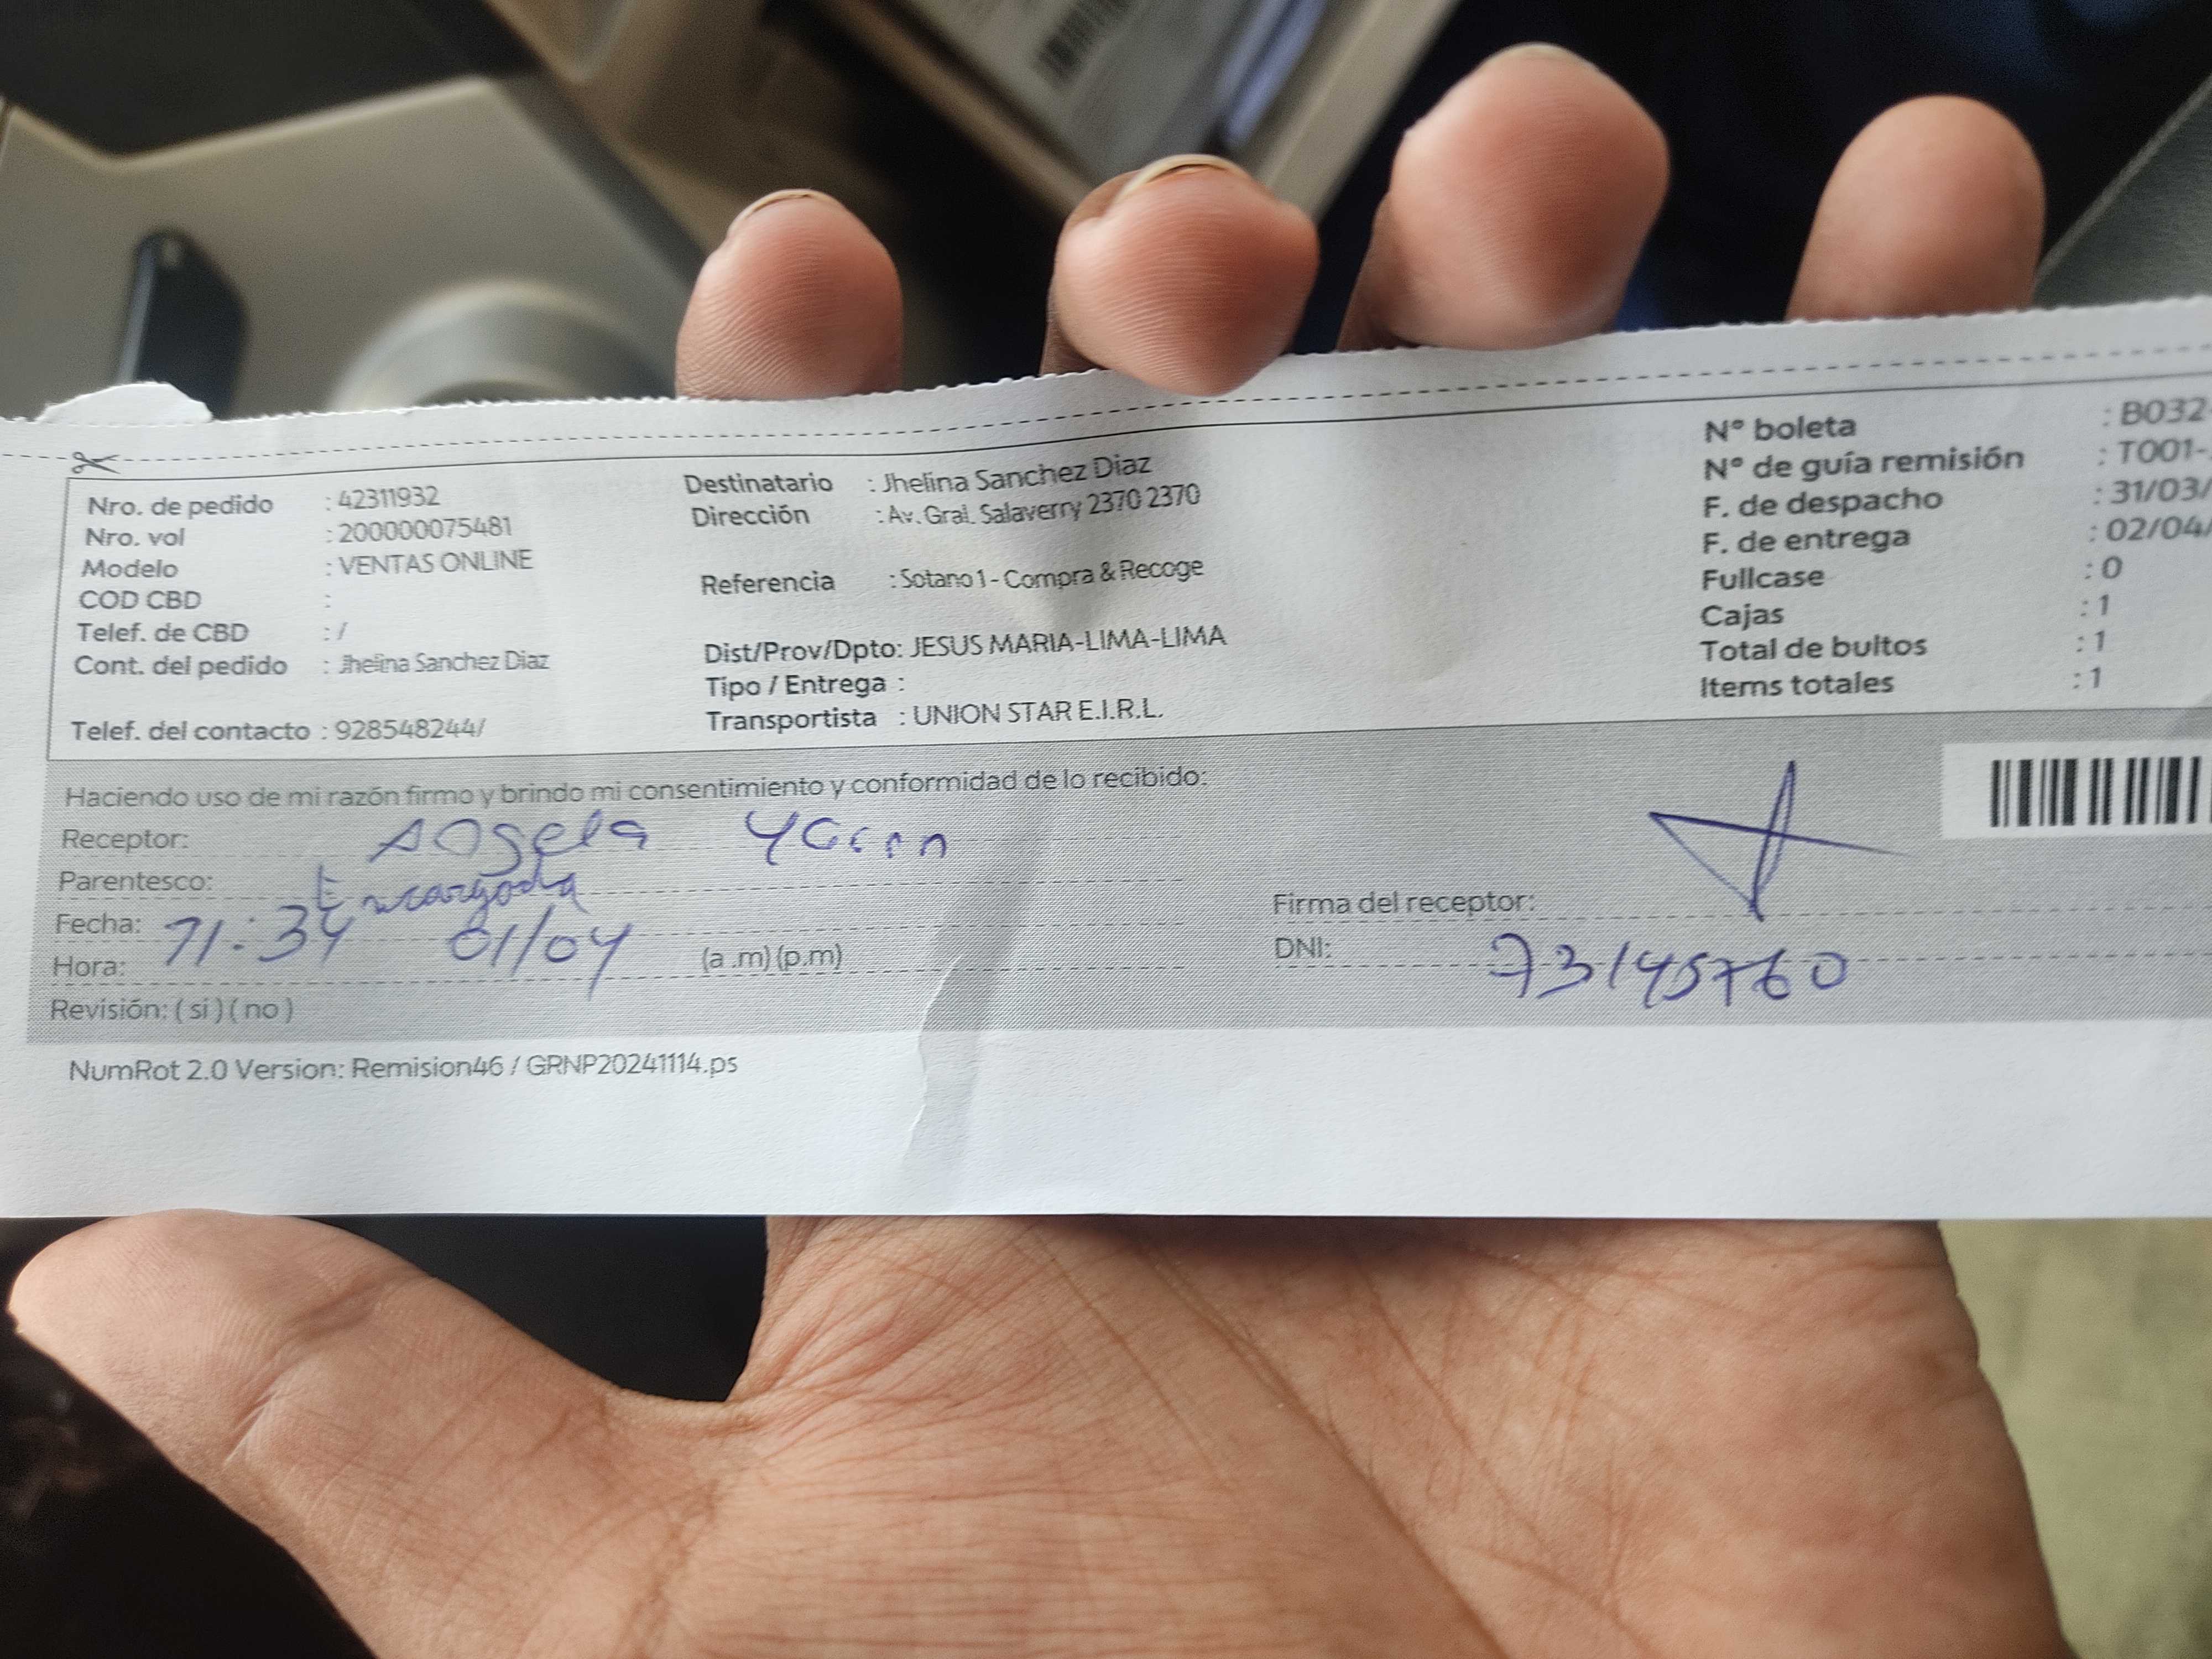 Nro. de pedido : 42311932
Nro. vol : 200000075481
Modelo : VENTAS ONLINE
COD CBD :
Telef. de CBD : /
Cont. del pedido : Jhelina Sanchez Diaz
Telef. del contacto : 928548244/
Destinatario : Jhelina Sanchez Diaz
Dirección : Av. Gral. Salaverry 2370 2370
Referencia : Sotano 1 - Compra & Recoge
Dist/Prov/Dpto: JESUS MARIA-LIMA-LIMA
Tipo / Entrega :
Transportista : UNION STAR E.I.R.L.
N° boleta : B032
N° de guía remisión : T001-
F. de despacho : 31/03/
F. de entrega : 02/04/
Fullcase : 0
Cajas : 1
Total de bultos : 1
Items totales : 1
Haciendo uso de mi razón firmo y brindo mi consentimiento y conformidad de lo recibido:
Receptor: Angela
Parentesco: Encargada
Fecha: 01/04
Hora: 11:34 (a .m) (p.m)
Revisión: ( si ) ( no )
Firma del receptor:
DNI: 73145760
NumRot 2.0 Version: Remision46 / GRNP20241114.ps